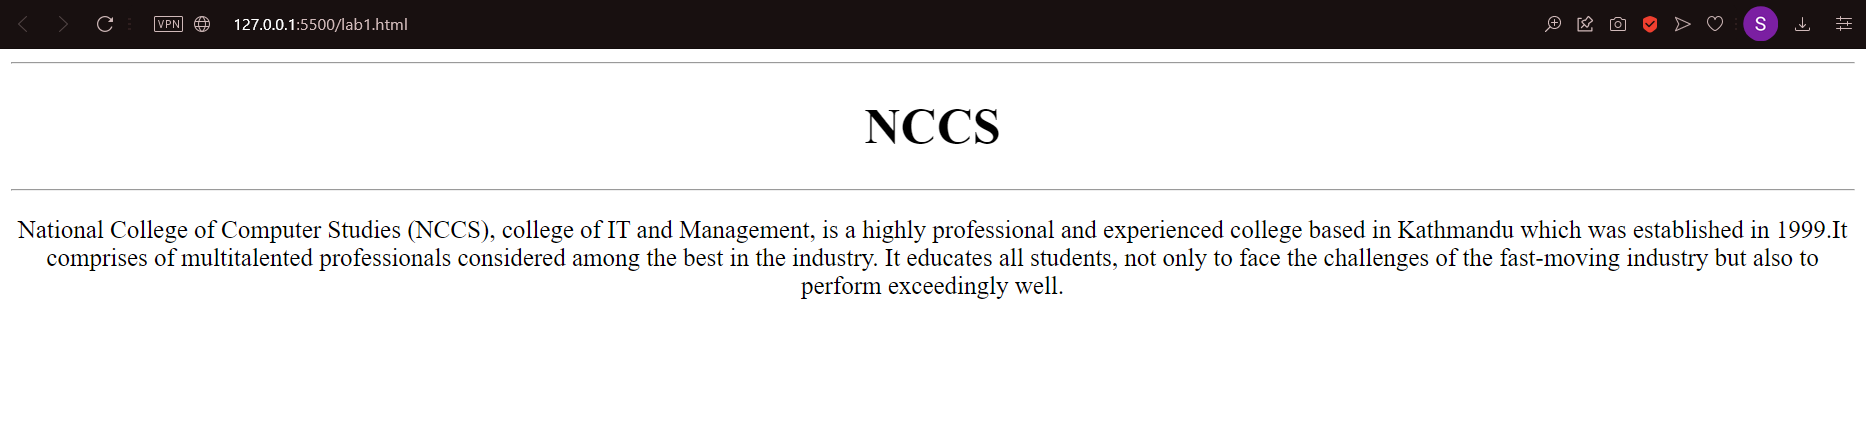 VPN 127.0.0.1:5500/lab1.html S
NCCS
National College of Computer Studies (NCCS), college of IT and Management, is a highly professional and experienced college based in Kathmandu which was established in 1999.It
comprises of multitalented professionals considered among the best in the industry. It educates all students, not only to face the challenges of the fast-moving industry but also to
perform exceedingly well.